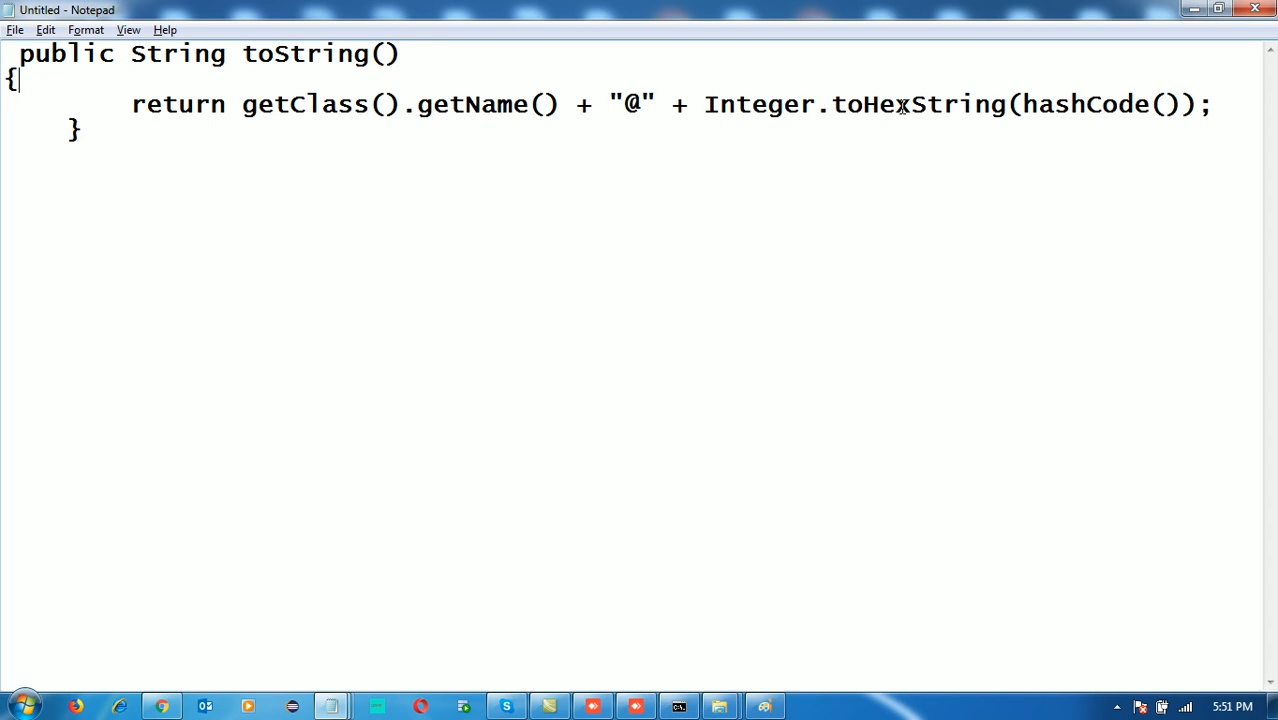 Untitled - Notepad
File Edit Format View Help
public String toString()
{
return getClass().getName() + "@" + Integer.toHexString(hashCode());
}
5:51 PM